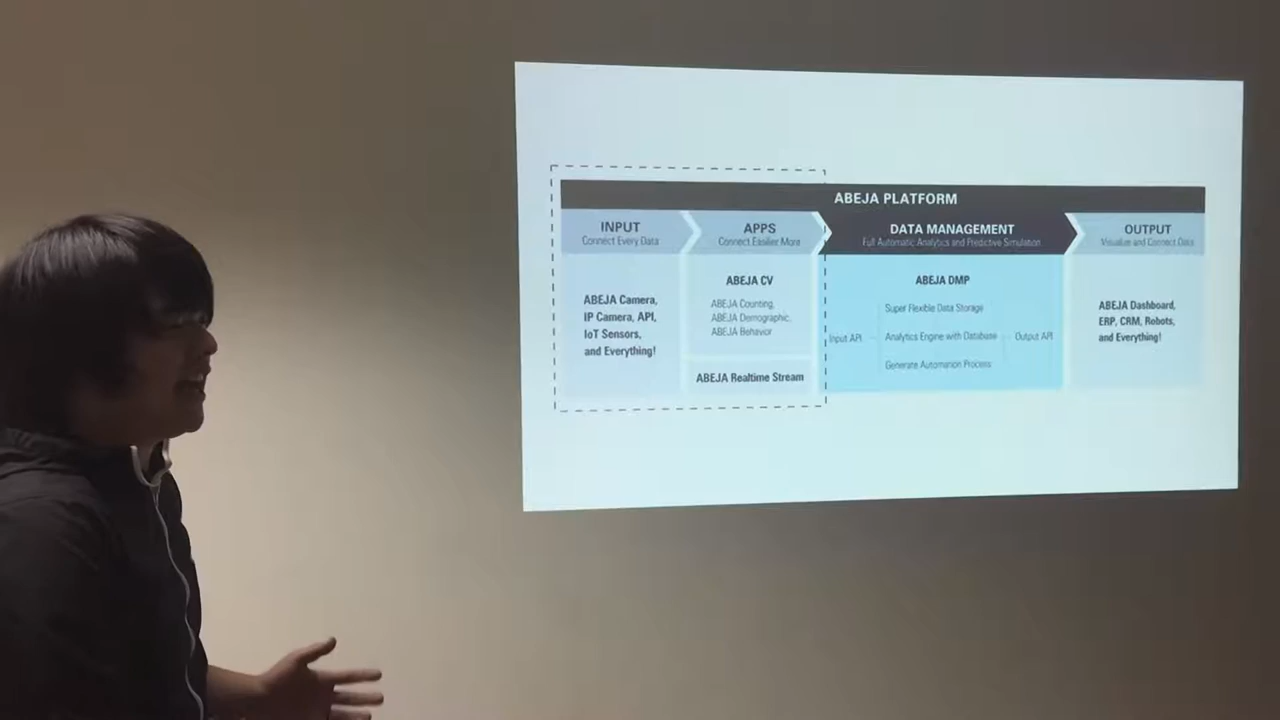 ABEJA PLATFORM
INPUT
Connect Every Data
ABEJA Camera,
IP Camera, API,
IoT Sensors,
and Everything!
APPS
Connect Easilier More
ABEJA CV
ABEJA Counting,
ABEJA Demographic,
ABEJA Behavior
ABEJA Realtime Stream
DATA MANAGEMENT
Full Automatic, Analytics and Predictive Simulation
ABEJA DMP
Super Flexible Data Storage
Input API
Analytics Engine with Database
Output API
Generate Automation Process
OUTPUT
Visualize and Connect Data
ABEJA Dashboard,
ERP, CRM, Robots,
and Everything!